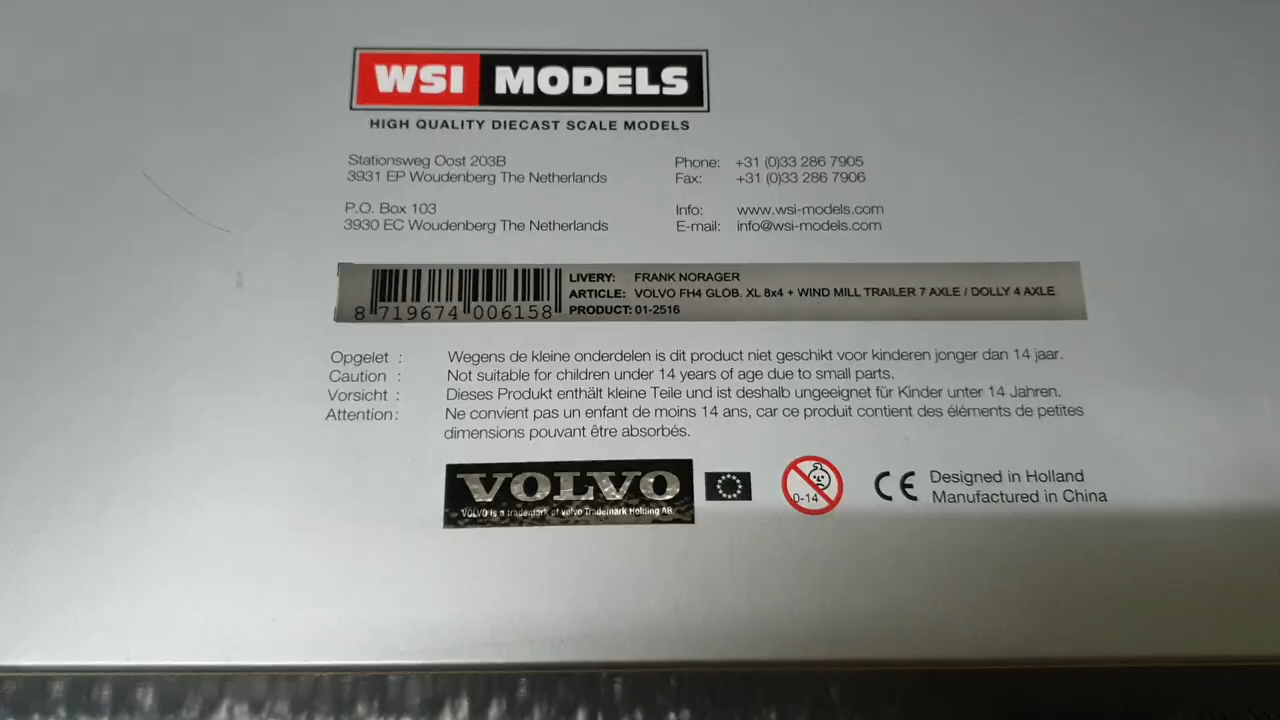 WSI MODELS
HIGH QUALITY DIECAST SCALE MODELS
Stationsweg Oost 203B
3931 EP Woudenberg The Netherlands
P.O. Box 103
3930 EC Woudenberg The Netherlands
Phone: +31 (0)33 286 7905
Fax: +31 (0)33 286 7906
Info: www.wsi-models.com
E-mail: info@wsi-models.com
8 719674 006158
LIVERY: FRANK NORAGER
ARTICLE: VOLVO FH4 GLOB. XL 8x4 + WIND MILL TRAILER 7 AXLE / DOLLY 4 AXLE
PRODUCT: 01-2516
Opgelet : Wegens de kleine onderdelen is dit product niet geschikt voor kinderen jonger dan 14 jaar.
Caution : Not suitable for children under 14 years of age due to small parts.
Vorsicht : Dieses Produkt enthält kleine Teile und ist deshalb ungeeignet für Kinder unter 14 Jahren.
Attention: Ne convient pas un enfant de moins 14 ans, car ce produit contient des éléments de petites
dimensions pouvant être absorbés.
VOLVO
VOLVO is a trademark of Volvo Trademark Holding AB.
0-14
CE
Designed in Holland
Manufactured in China